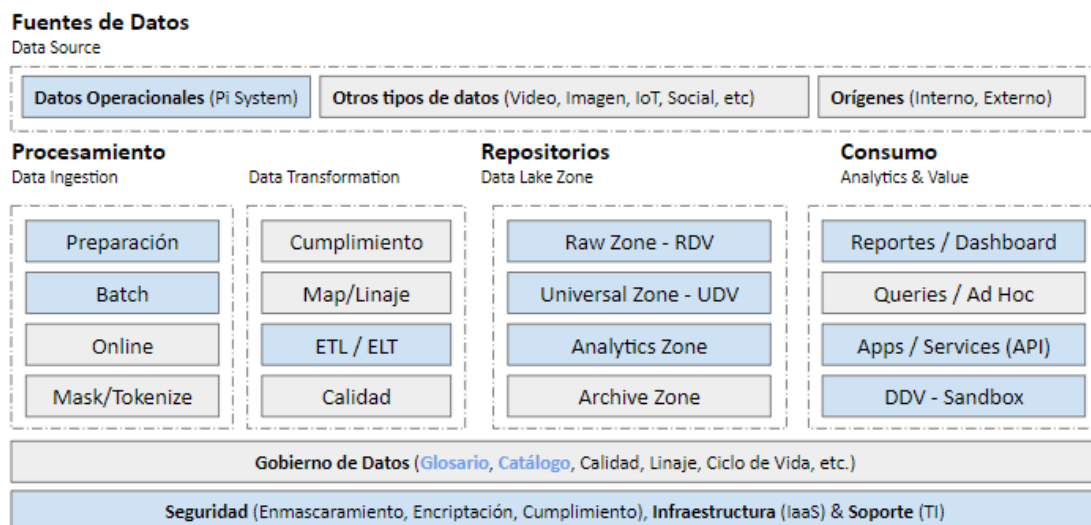 Fuentes de Datos
Data Source
Datos Operacionales (Pi System)
Otros tipos de datos (Video, Imagen, IoT, Social, etc)
Orígenes (Interno, Externo)
Procesamiento
Data Ingestion
Data Transformation
Repositorios
Data Lake Zone
Consumo
Analytics & Value
Preparación
Batch
Online
Mask/Tokenize
Cumplimiento
Map/Linaje
ETL / ELT
Calidad
Raw Zone - RDV
Universal Zone - UDV
Analytics Zone
Archive Zone
Reportes / Dashboard
Queries / Ad Hoc
Apps / Services (API)
DDV - Sandbox
Gobierno de Datos (Glosario, Catálogo, Calidad, Linaje, Ciclo de Vida, etc.)
Seguridad (Enmascaramiento, Encriptación, Cumplimiento), Infraestructura (IaaS) & Soporte (TI)